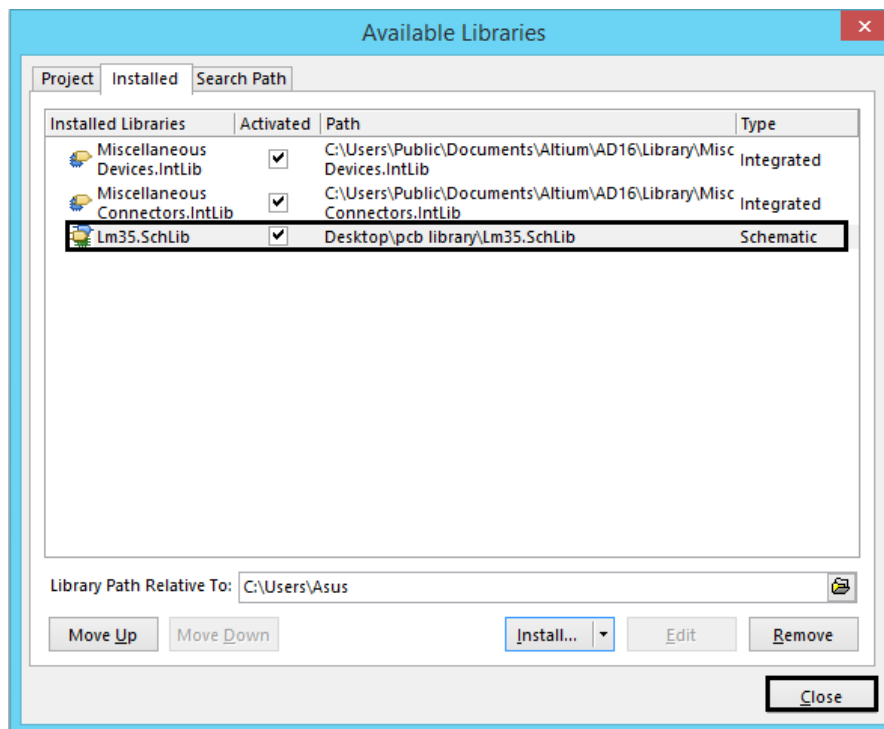 Available Libraries
Project Installed Search Path
Installed Libraries Activated Path Type
Miscellaneous C:\Users\Public\Documents\Altium\AD16\Library\Misc Integrated
Devices.IntLib Devices.IntLib
Miscellaneous C:\Users\Public\Documents\Altium\AD16\Library\Misc Integrated
Connectors.IntLib Connectors.IntLib
Lm35.SchLib Desktop\pcb library\Lm35.SchLib Schematic
Library Path Relative To: C:\Users\Asus
Move Up Move Down Install... Edit Remove
Close